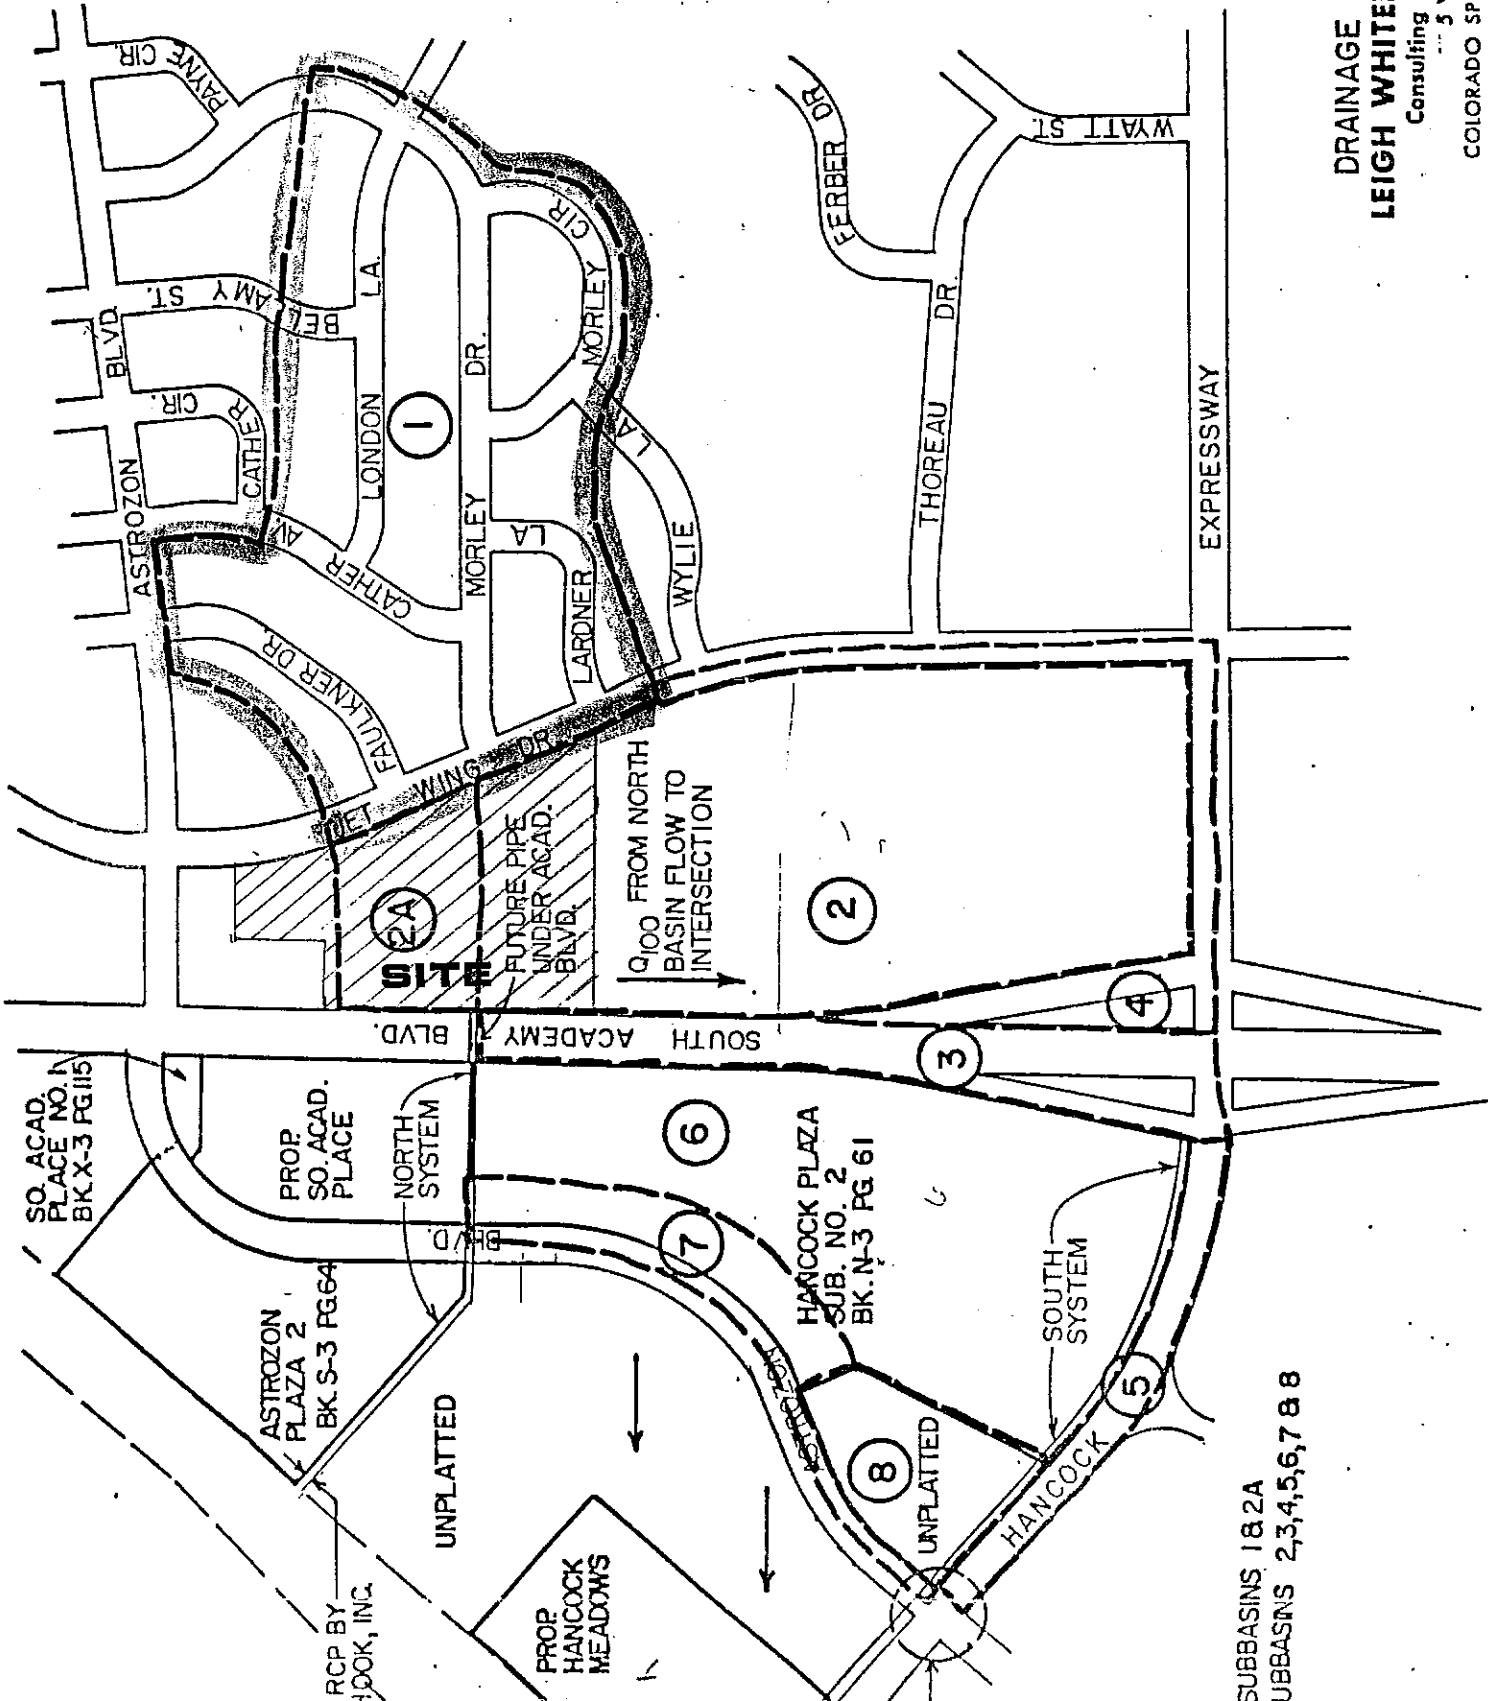 DRAINAGE
LEIGH WHITE
Consulting
COLORADO SP
PAYNE CIR.
ASTROZON BLVD.
BEL AMY ST.
CATHER CIR.
LONDON LA.
1
MORLEY DR.
MORLEY CIR.
CATHER AV
FAULKNER DR.
LARDNER LA
WYLIE LA
FERBER DR
THOREAU DR.
WYATT ST.
EXPRESSWAY
JET WING DR.
2A
SITE
FUTURE PIPE
UNDER ACAD.
BLVD.
Q100 FROM NORTH
BASIN FLOW TO
INTERSECTION
2
4
3
SOUTH ACADEMY BLVD.
SO. ACAD.
PLACE NO. 1
BK. X-3 PG 115
PROP.
SO. ACAD.
PLACE
NORTH
SYSTEM
6
7
HANCOCK PLAZA
SUB. NO. 2
BK. N-3 PG. 61
ASTROZON BLVD.
ASTROZON
PLAZA 2
BK. S-3 PG.64
UNPLATTED
SOUTH
SYSTEM
5
8
UNPLATTED
HANCOCK
RCP BY
HOOK, INC.
PROP.
HANCOCK
MEADOWS
SUBBASINS 1 & 2A
UBBASINS 2,3,4,5,6,7 & 8